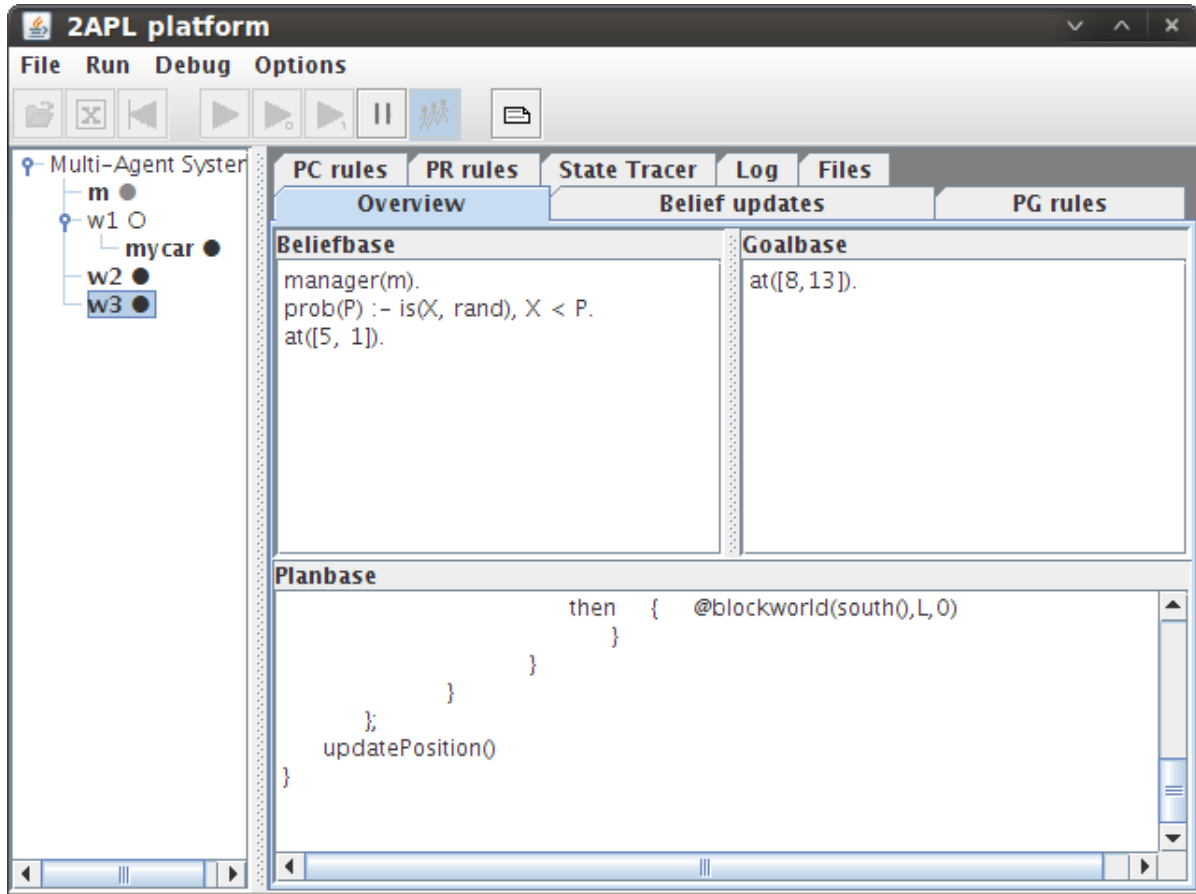 2APL platform
File Run Debug Options
Multi-Agent Syster
m
w1
mycar
w2
w3
PC rules PR rules State Tracer Log Files
Overview Belief updates PG rules
Beliefbase
manager(m).
prob(P) :- is(X, rand), X < P.
at([5, 1]).
Goalbase
at([8,13]).
Planbase
then { @blockworld(south(),L,0)
}
}
}
};
updatePosition()
}